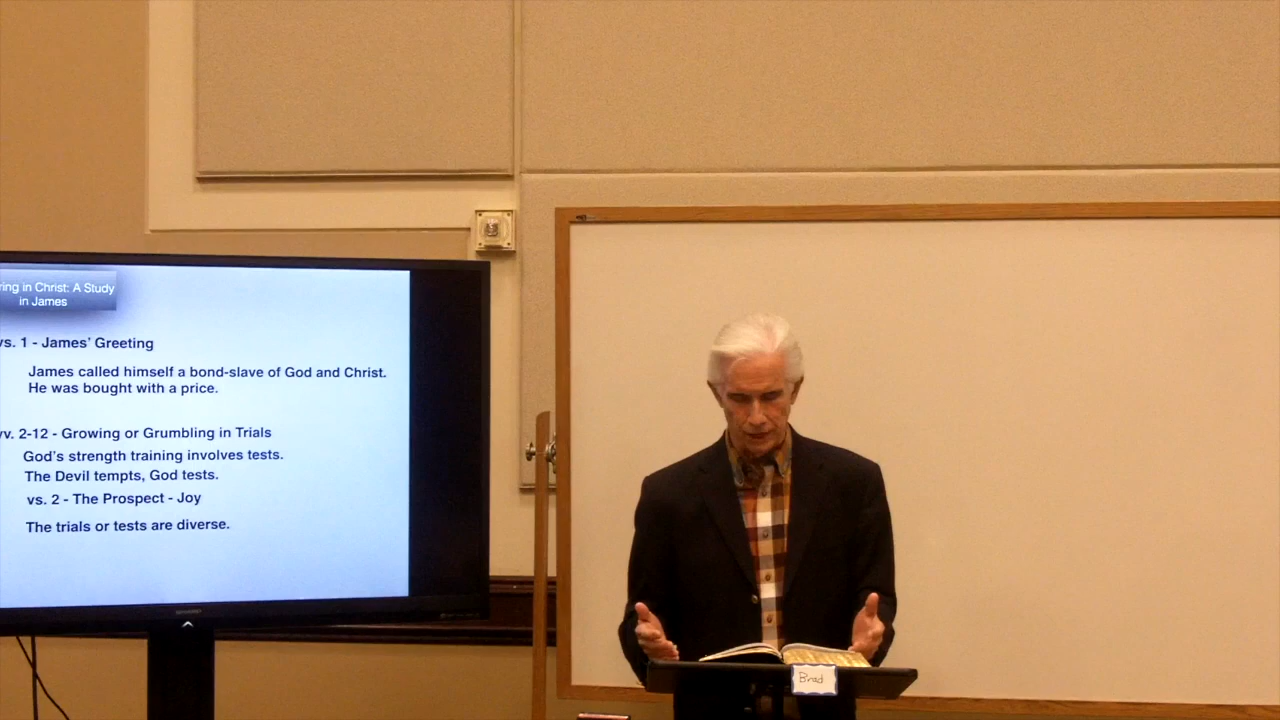 in Christ: A Study
in James
vs. 1 - James' Greeting
James called himself a bond-slave of God and Christ.
He was bought with a price.
vv. 2-12 - Growing or Grumbling in Trials
God's strength training involves tests.
The Devil tempts, God tests.
vs. 2 - The Prospect - Joy
The trials or tests are diverse.
Brad